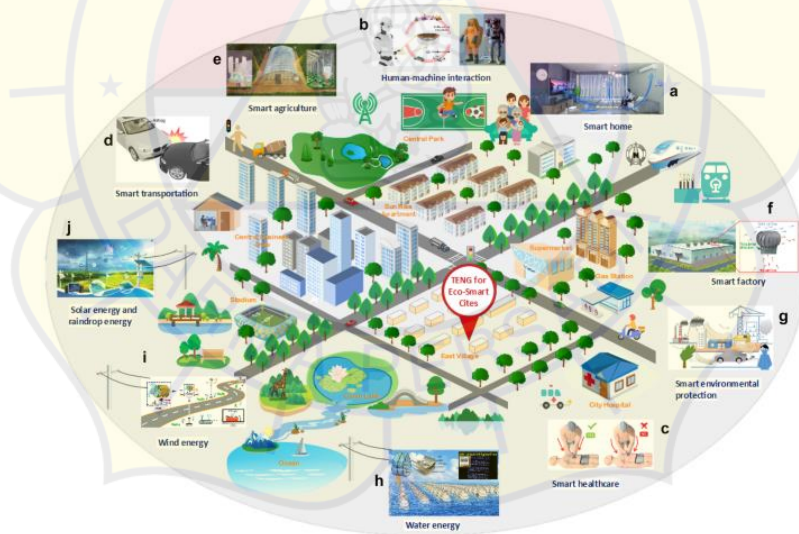 b
Human-machine interaction
e
Smart agriculture
a
Smart home
Central Park
d
Smart transportation
f
Smart factory
j
Solar energy and
raindrop energy
Supermarket
Gas Station
TENG for
Eco-Smart
Cites
Stadium
g
Smart environmental
protection
East Village
i
Wind energy
City Hospital
c
Smart healthcare
Ocean
h
Water energy